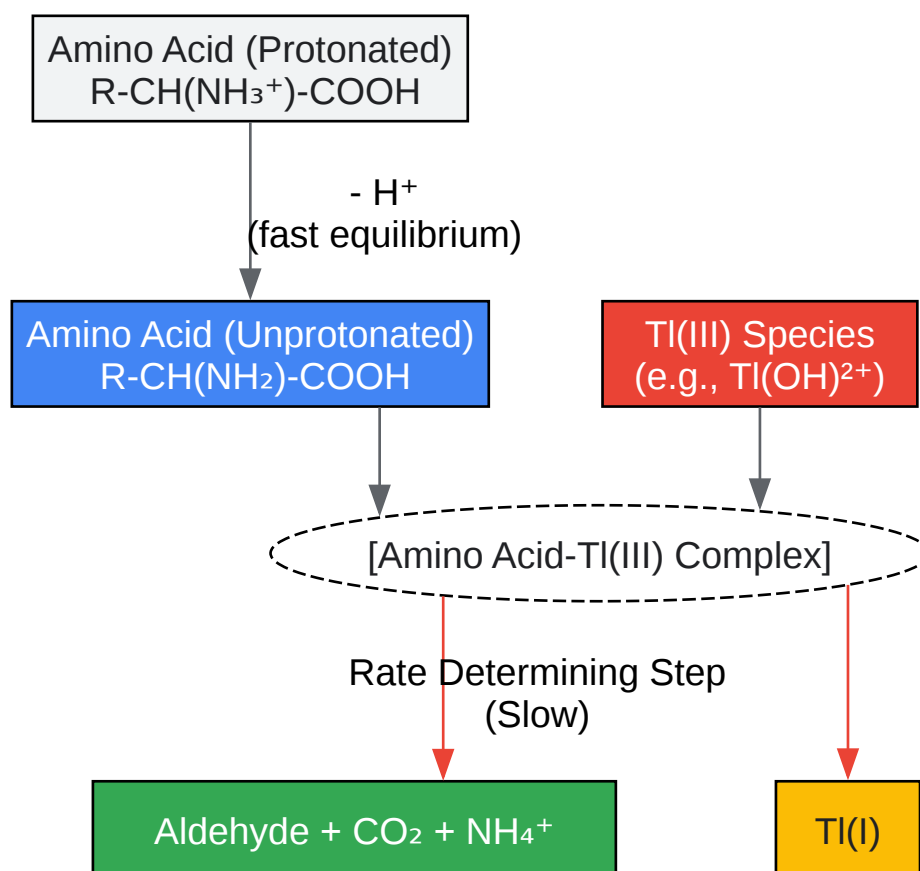 Amino Acid (Protonated)
R-CH(NH₃⁺)-COOH
- H⁺
(fast equilibrium)
Amino Acid (Unprotonated)
R-CH(NH₂)-COOH
Tl(III) Species
(e.g., Tl(OH)²⁺)
[Amino Acid-Tl(III) Complex]
Rate Determining Step
(Slow)
Aldehyde + CO₂ + NH₄⁺
Tl(I)